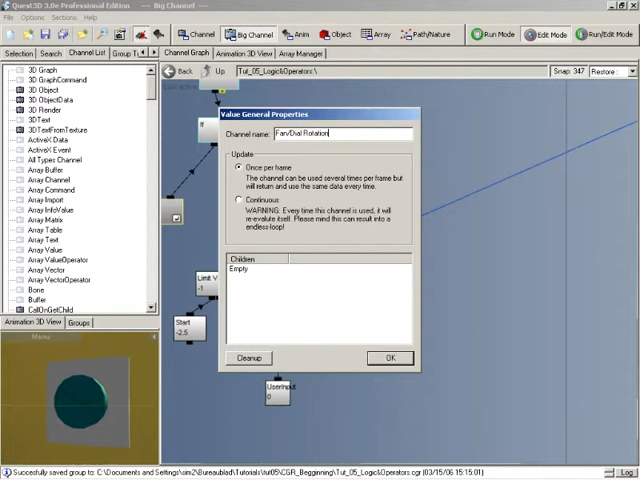 Quest3D 3.0e Professional Edition - Big Channel
File Options Sections Help
Channel Big Channel Anim Object Array Path/Nature Run Mode Edit Mode Run/Edit Mode
Selection Search Channel List Group T Channel Graph Animation 3D View Array Manager
Back Up Tut_05_Logic&Operators:\ Snap: 347 Restore :
3D Graph
3D GraphCommand
3D Object
3D ObjectData
3D Render
3DText
3DTextFromTexture
ActiveX Data
ActiveX Event
All Types Channel
Array Buffer
Array Channel
Array Command
Array Import
Array InfoValue
Array Matrix
Array Table
Array Text
Array Value
Array ValueOperator
Array Vector
Array VectorOperator
Bone
Buffer
CallOnGetChild
Animation 3D View Groups
Menu
If
Limit V
-1
Start
-2.5
UserInput
0
Value General Properties
Channel name: Fan/Dial Rotation
Update
Once per frame
The channel can be used several times per frame but
will return and use the same data every time.
Continuous
WARNING: Every time this channel is used, it will
re-evaluate itself. Please mind this can result into a
endless-loop!
Children
Empty
Cleanup OK
Succesfully saved group to: C:\Documents and Settings\sim2\Bureaublad\Tutorials\tut05\CGR_Begginning\Tut_05_Logic&Operators.cgr (03/15/06 15:15:01) Log